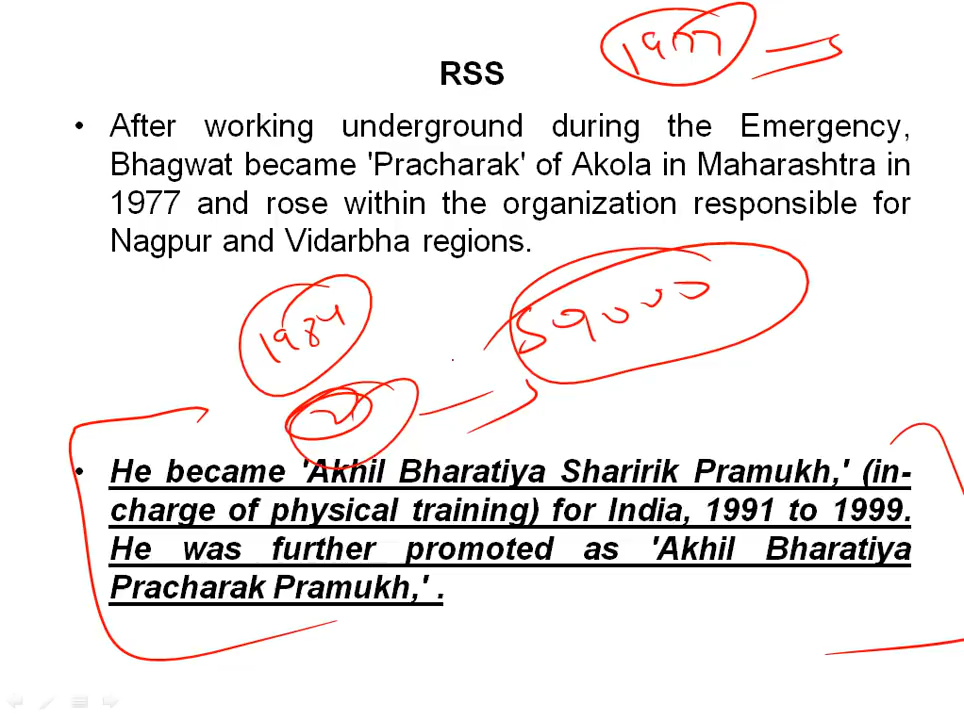 1977
RSS
• After working underground during the Emergency,
Bhagwat became 'Pracharak' of Akola in Maharashtra in
1977 and rose within the organization responsible for
Nagpur and Vidarbha regions.
1984
59000
2
• He became 'Akhil Bharatiya Sharirik Pramukh,' (in-
charge of physical training) for India, 1991 to 1999.
He was further promoted as 'Akhil Bharatiya
Pracharak Pramukh,' .